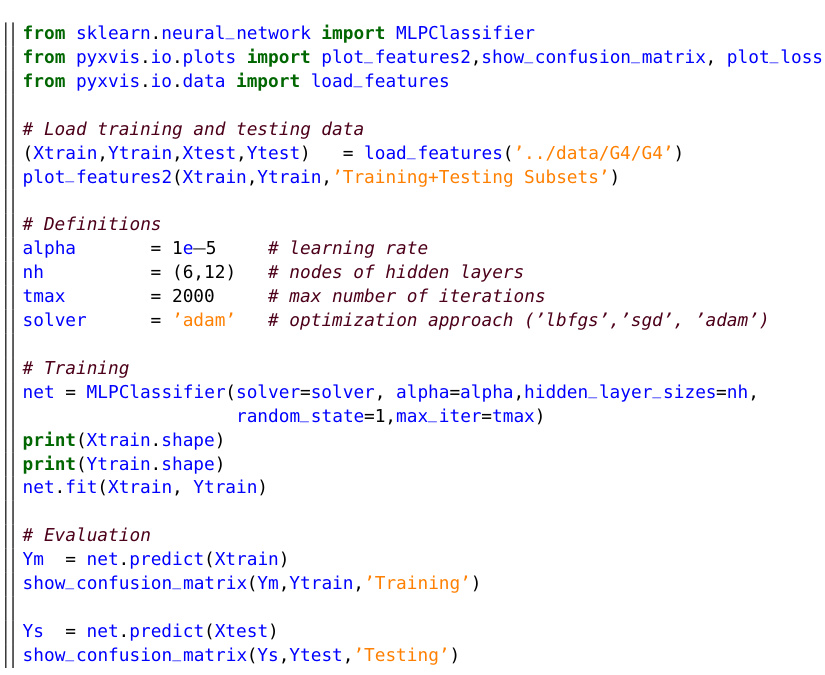 from sklearn.neural_network import MLPClassifier
from pyxvis.io.plots import plot_features2,show_confusion_matrix, plot_loss
from pyxvis.io.data import load_features
# Load training and testing data
(Xtrain,Ytrain,Xtest,Ytest)   = load_features('../data/G4/G4')
plot_features2(Xtrain,Ytrain,'Training+Testing Subsets')
# Definitions
alpha       = 1e−5     # learning rate
nh          = (6,12)   # nodes of hidden layers
tmax        = 2000     # max number of iterations
solver      = 'adam'   # optimization approach ('lbfgs','sgd', 'adam')
# Training
net = MLPClassifier(solver=solver, alpha=alpha,hidden_layer_sizes=nh,
                    random_state=1,max_iter=tmax)
print(Xtrain.shape)
print(Ytrain.shape)
net.fit(Xtrain, Ytrain)
# Evaluation
Ym  = net.predict(Xtrain)
show_confusion_matrix(Ym,Ytrain,'Training')
Ys  = net.predict(Xtest)
show_confusion_matrix(Ys,Ytest,'Testing')